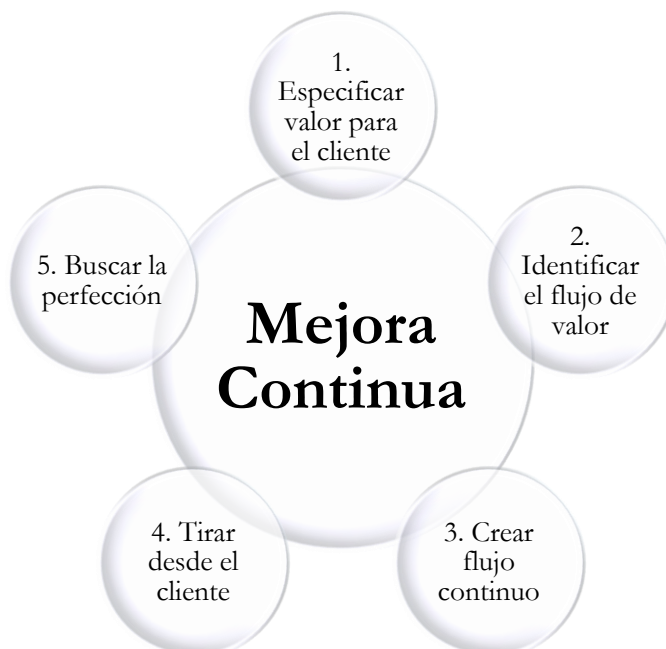 1.
Especificar
valor para
el cliente
2.
Identificar
el flujo de
valor
3. Crear
flujo
continuo
4. Tirar
desde el
cliente
5. Buscar la
perfección
Mejora
Continua